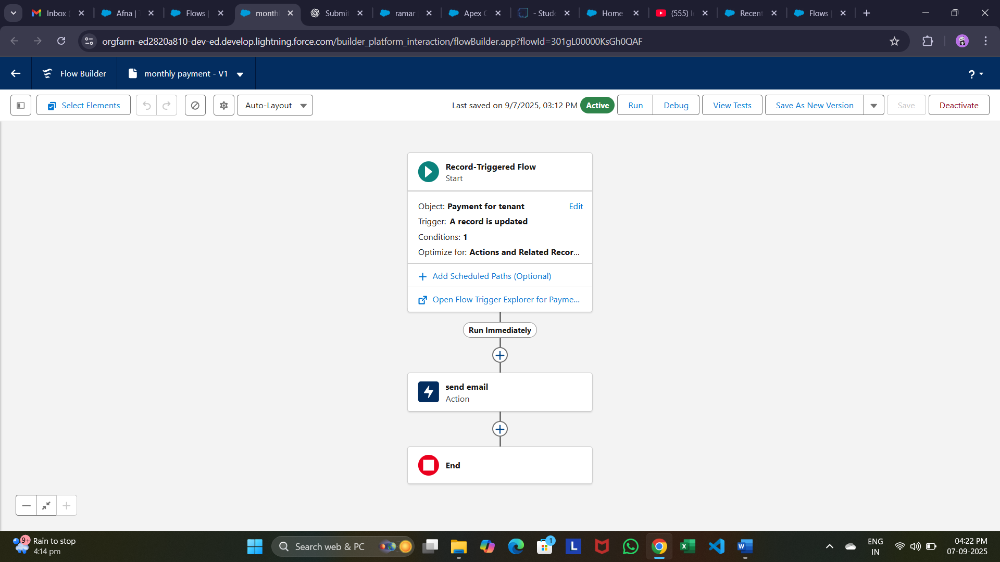 Inbox (
Afna |
Flows |
month
Submi
ramar
Apex C
- Stude
Home
(555) l
Recent
Flows |
orgfarm-ed2820a810-dev-ed.develop.lightning.force.com/builder_platform_interaction/flowBuilder.app?flowId=301gL00000KsGh0QAF
Flow Builder
monthly payment - V1
?
Select Elements
Auto-Layout
Last saved on 9/7/2025, 03:12 PM
Active
Run
Debug
View Tests
Save As New Version
Save
Deactivate
Record-Triggered Flow
Start
Object: Payment for tenant
Edit
Trigger: A record is updated
Conditions: 1
Optimize for: Actions and Related Recor...
Add Scheduled Paths (Optional)
Open Flow Trigger Explorer for Payme...
Run Immediately
send email
Action
End
9+
Rain to stop
4:14 pm
Search web & PC
1
L
X
W
ENG
IN
04:22 PM
07-09-2025